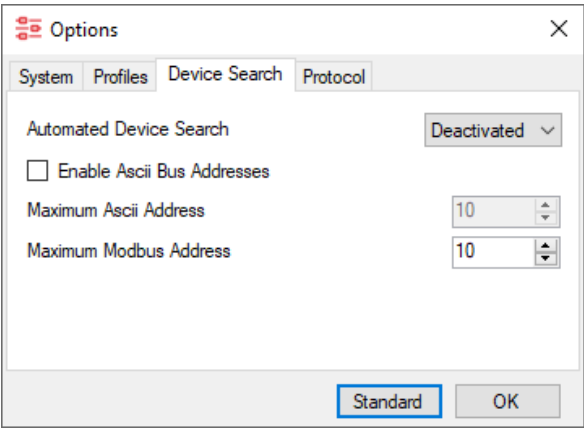 Options
System Profiles Device Search Protocol
Automated Device Search Deactivated
Enable Ascii Bus Addresses
Maximum Ascii Address 10
Maximum Modbus Address 10
Standard OK